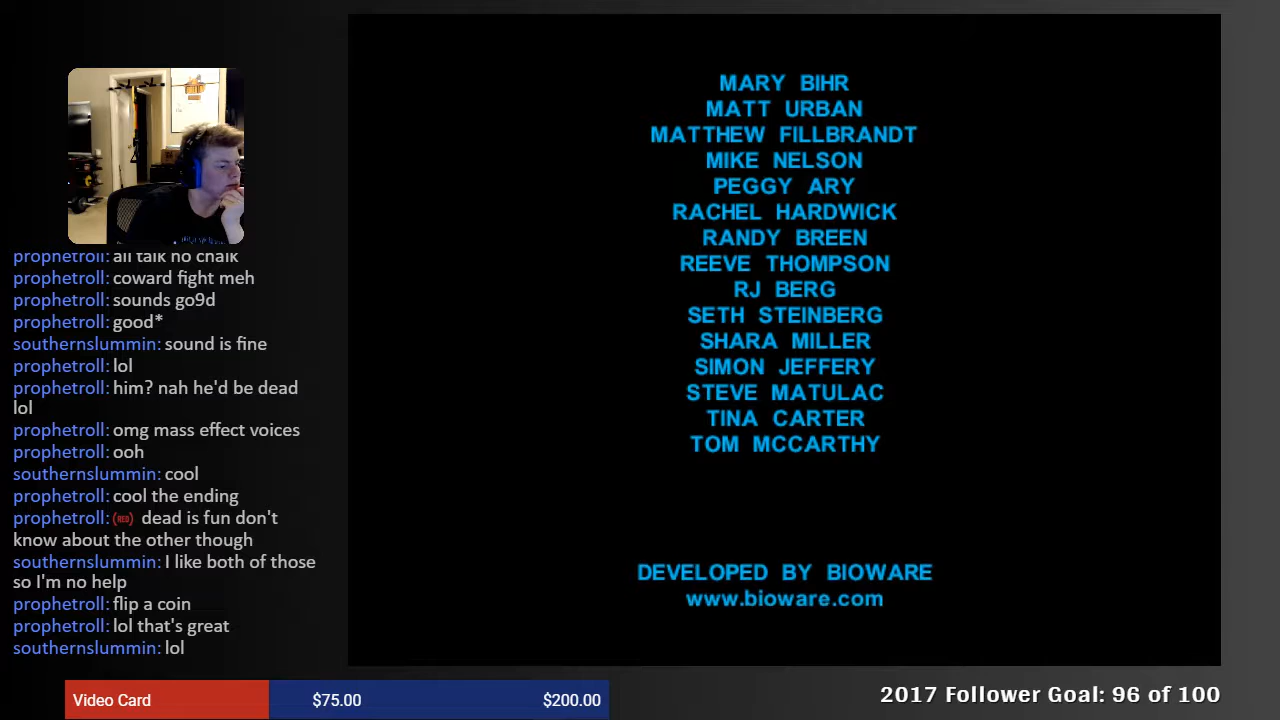 prophetroll: all talk no chalk
prophetroll: coward fight meh
prophetroll: sounds go9d
prophetroll: good*
southernslummin: sound is fine
prophetroll: lol
prophetroll: him? nah he'd be dead
lol
prophetroll: omg mass effect voices
prophetroll: ooh
southernslummin: cool
prophetroll: cool the ending
prophetroll: (RED) dead is fun don't
know about the other though
southernslummin: I like both of those
so I'm no help
prophetroll: flip a coin
prophetroll: lol that's great
southernslummin: lol
MARY BIHR
MATT URBAN
MATTHEW FILLBRANDT
MIKE NELSON
PEGGY ARY
RACHEL HARDWICK
RANDY BREEN
REEVE THOMPSON
RJ BERG
SETH STEINBERG
SHARA MILLER
SIMON JEFFERY
STEVE MATULAC
TINA CARTER
TOM MCCARTHY
DEVELOPED BY BIOWARE
www.bioware.com
Video Card $75.00 $200.00
2017 Follower Goal: 96 of 100